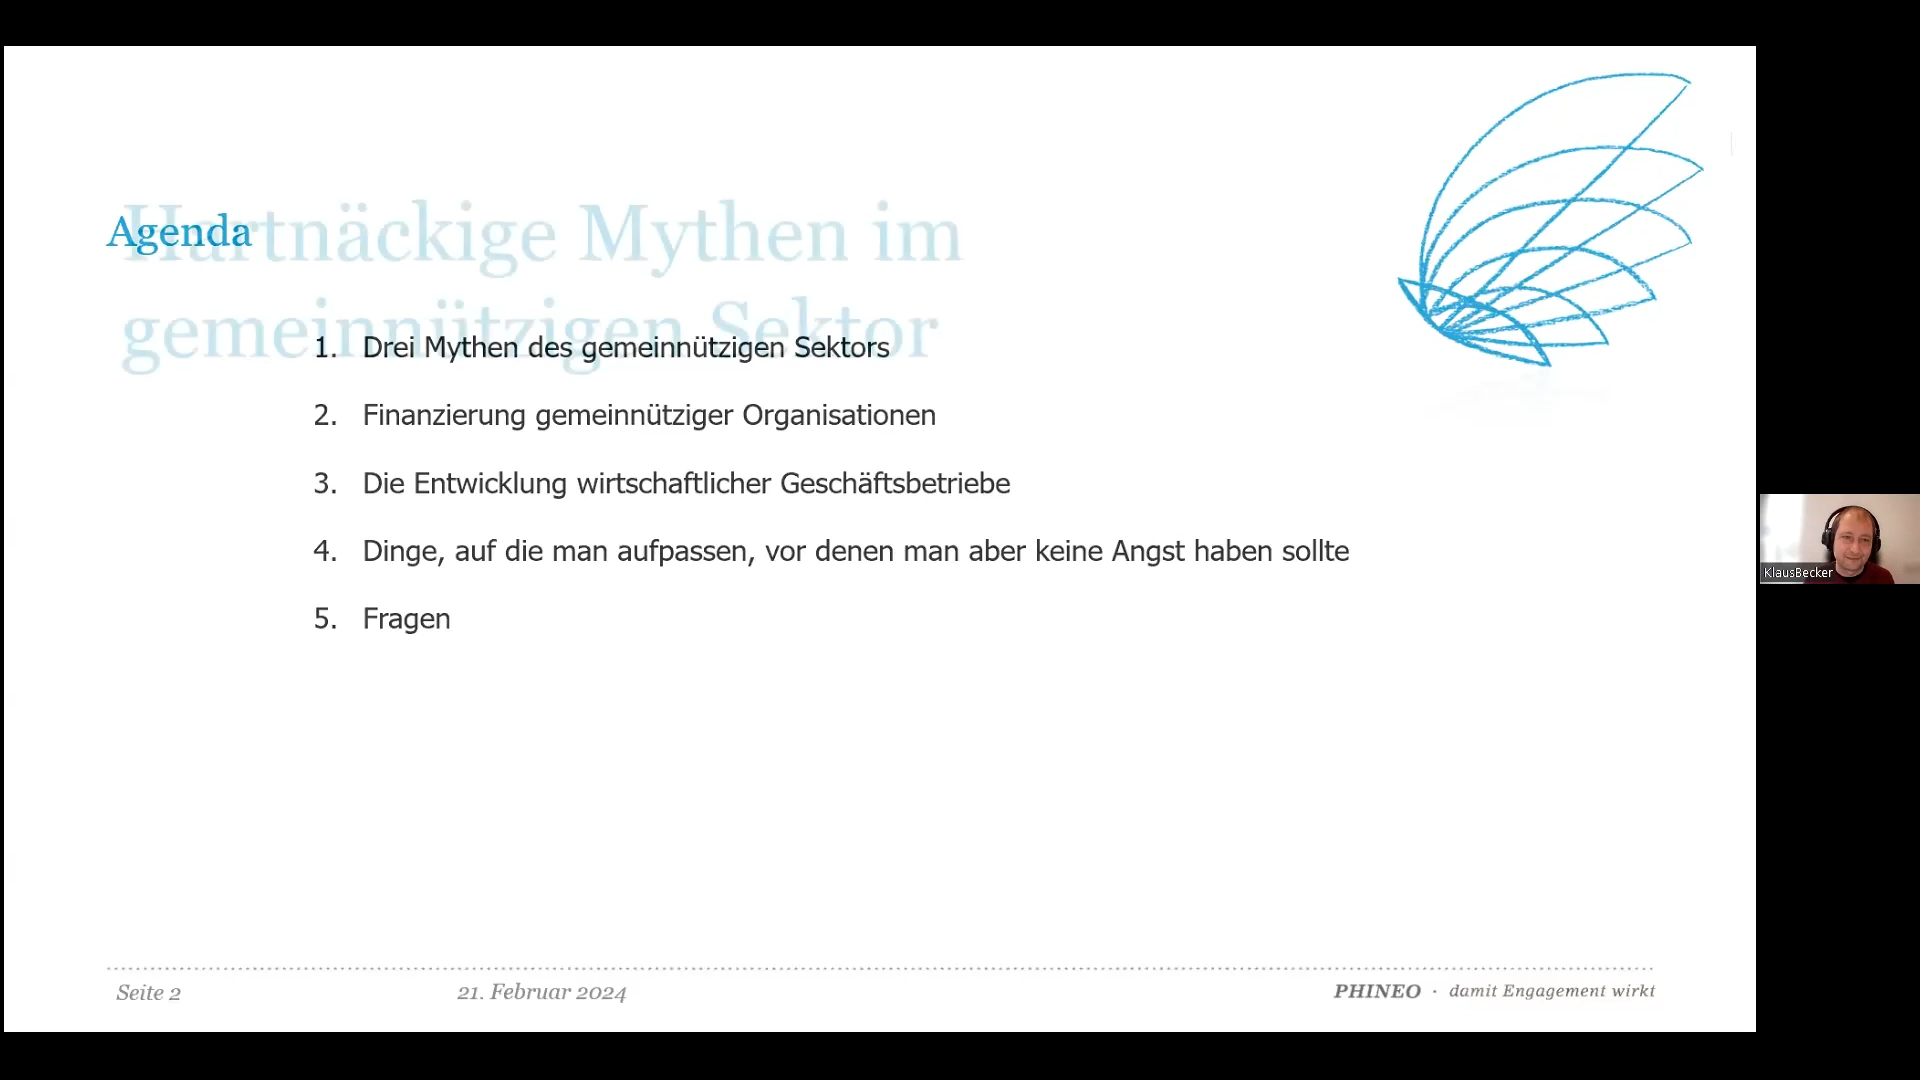 Hartnäckige Mythen im
gemeinnützigen Sektor
Agenda
1. Drei Mythen des gemeinnützigen Sektors
2. Finanzierung gemeinnütziger Organisationen
3. Die Entwicklung wirtschaftlicher Geschäftsbetriebe
4. Dinge, auf die man aufpassen, vor denen man aber keine Angst haben sollte
5. Fragen
KlausBecker
Seite 2
21. Februar 2024
PHINEO · damit Engagement wirkt